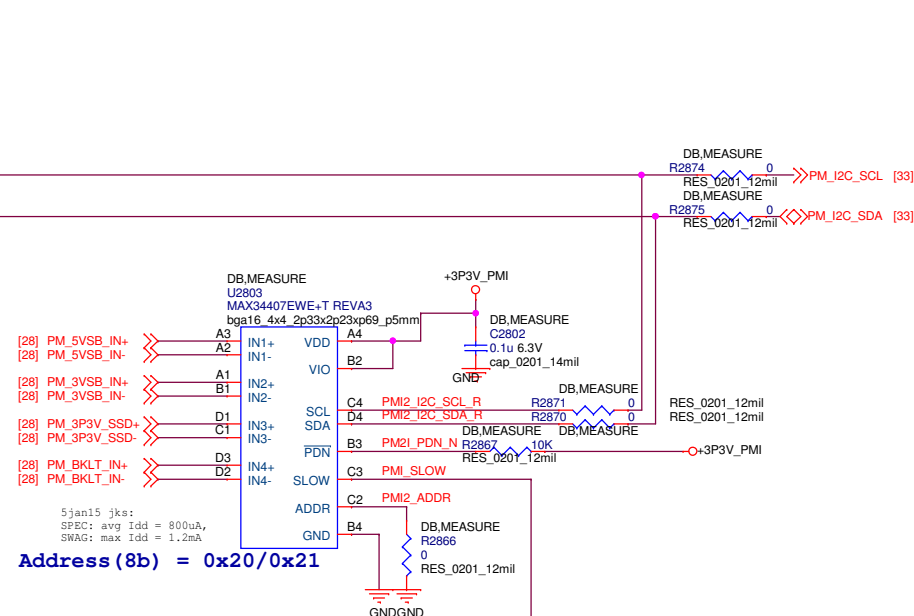 DB,MEASURE
R2874 0
RES_0201_12mil
PM_I2C_SCL [33]
DB,MEASURE
R2875 0
RES_0201_12mil
PM_I2C_SDA [33]
+3P3V_PMI
DB,MEASURE
U2803
MAX34407EWE+T REVA3
bga16_4x4_2p33x2p23xp69_p5mm
DB,MEASURE
C2802
0.1u 6.3V
cap_0201_14mil
GND
[28] PM_5VSB_IN+ A3 IN1+
[28] PM_5VSB_IN- A2 IN1-
[28] PM_3VSB_IN+ A1 IN2+
[28] PM_3VSB_IN- B1 IN2-
[28] PM_3P3V_SSD+ D1 IN3+
[28] PM_3P3V_SSD- C1 IN3-
[28] PM_BKLT_IN+ D3 IN4+
[28] PM_BKLT_IN- D2 IN4-
VDD A4
VIO B2
SCL C4 PMI2_I2C_SCL_R
SDA D4 PMI2_I2C_SDA_R
PDN B3 PM2I_PDN_N
SLOW C3 PMI_SLOW
ADDR C2 PMI2_ADDR
GND B4
DB,MEASURE
R2871 0
RES_0201_12mil
R2870 0
RES_0201_12mil
DB,MEASURE
DB,MEASURE
R2867 10K
RES_0201_12mil
+3P3V_PMI
DB,MEASURE
R2866
0
RES_0201_12mil
GND GND
5jan15 jks:
SPEC: avg Idd = 800uA,
SWAG: max Idd = 1.2mA
Address(8b) = 0x20/0x21